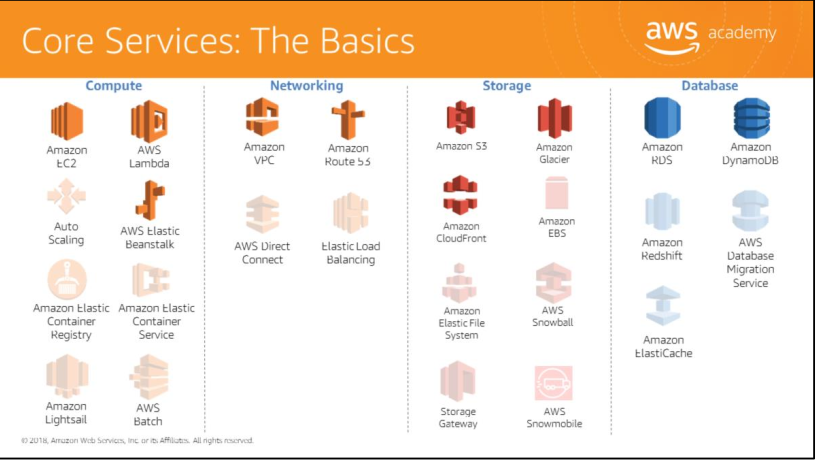 Core Services: The Basics
aws academy
Compute
Amazon
EC2
AWS
Lambda
Auto
Scaling
AWS Elastic
Beanstalk
Amazon Elastic
Container
Registry
Amazon Elastic
Container
Service
Amazon
Lightsail
AWS
Batch
Networking
Amazon
VPC
Amazon
Route 53
AWS Direct
Connect
Elastic Load
Balancing
Storage
Amazon S3
Amazon
Glacier
Amazon
CloudFront
Amazon
EBS
Amazon
Elastic File
System
AWS
Snowball
Storage
Gateway
AWS
Snowmobile
Database
Amazon
RDS
Amazon
DynamoDB
Amazon
Redshift
AWS
Database
Migration
Service
Amazon
ElastiCache
© 2018, Amazon Web Services, Inc. or its Affiliates. All rights reserved.